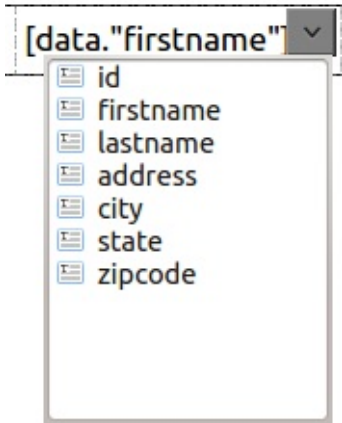 [data."firstname"]
id
firstname
lastname
address
city
state
zipcode